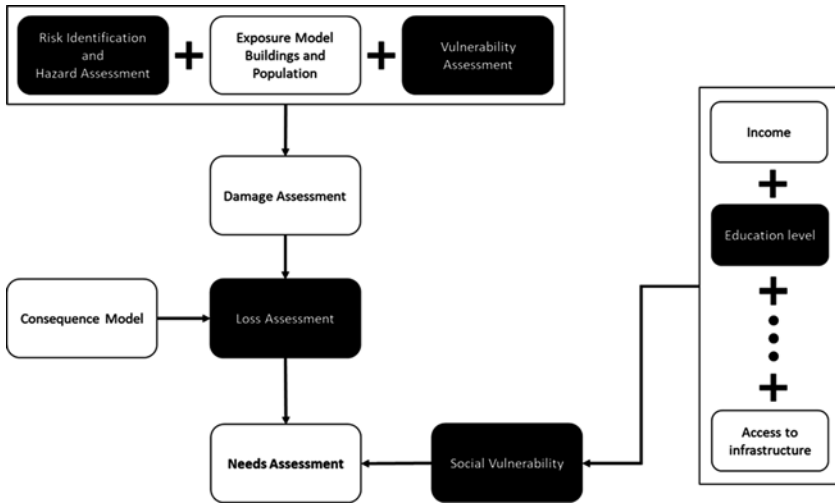 Risk Identification
and
Hazard Assessment
+
Exposure Model
Buildings and
Population
+
Vulnerability
Assessment
Income
+
Damage Assessment
Education level
+
Consequence Model
Loss Assessment
+
Access to
infrastructure
Needs Assessment
Social Vulnerability